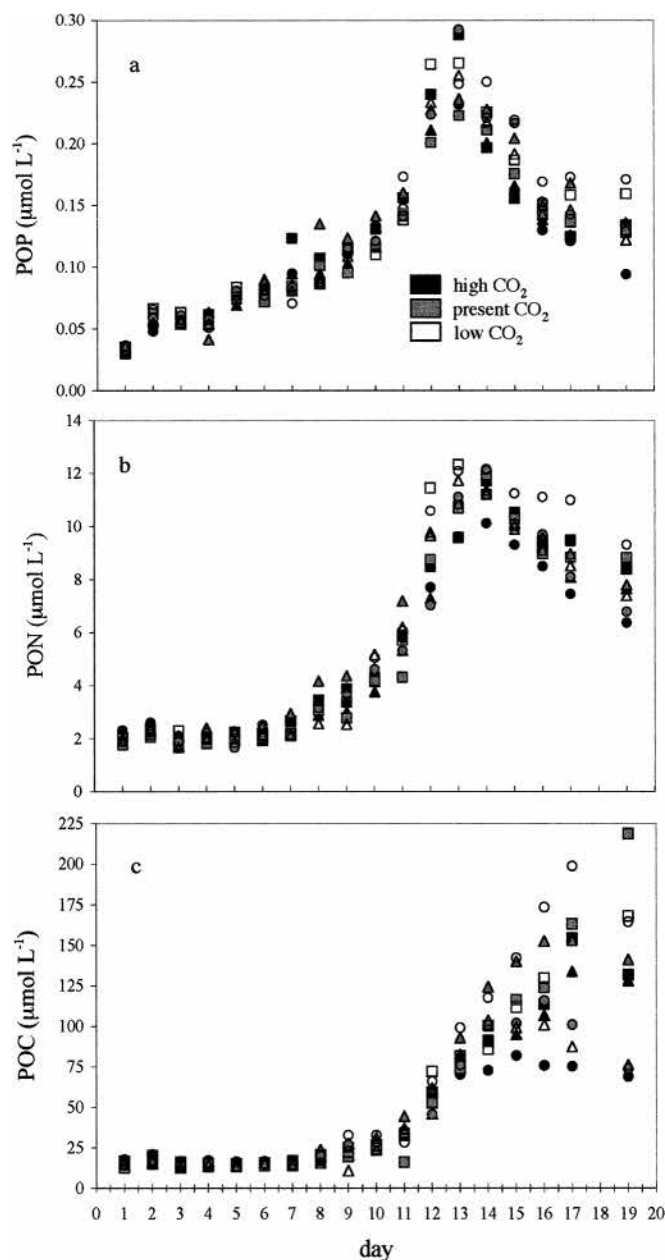 0.30
a
0.25
0.20
0.15
0.10
0.05
0.00
POP (µmol L⁻¹)
high CO₂
present CO₂
low CO₂
14
b
12
10
8
6
4
2
0
PON (µmol L⁻¹)
225
c
200
175
150
125
100
75
50
25
0
POC (µmol L⁻¹)
0 1 2 3 4 5 6 7 8 9 10 11 12 13 14 15 16 17 18 19 20
day